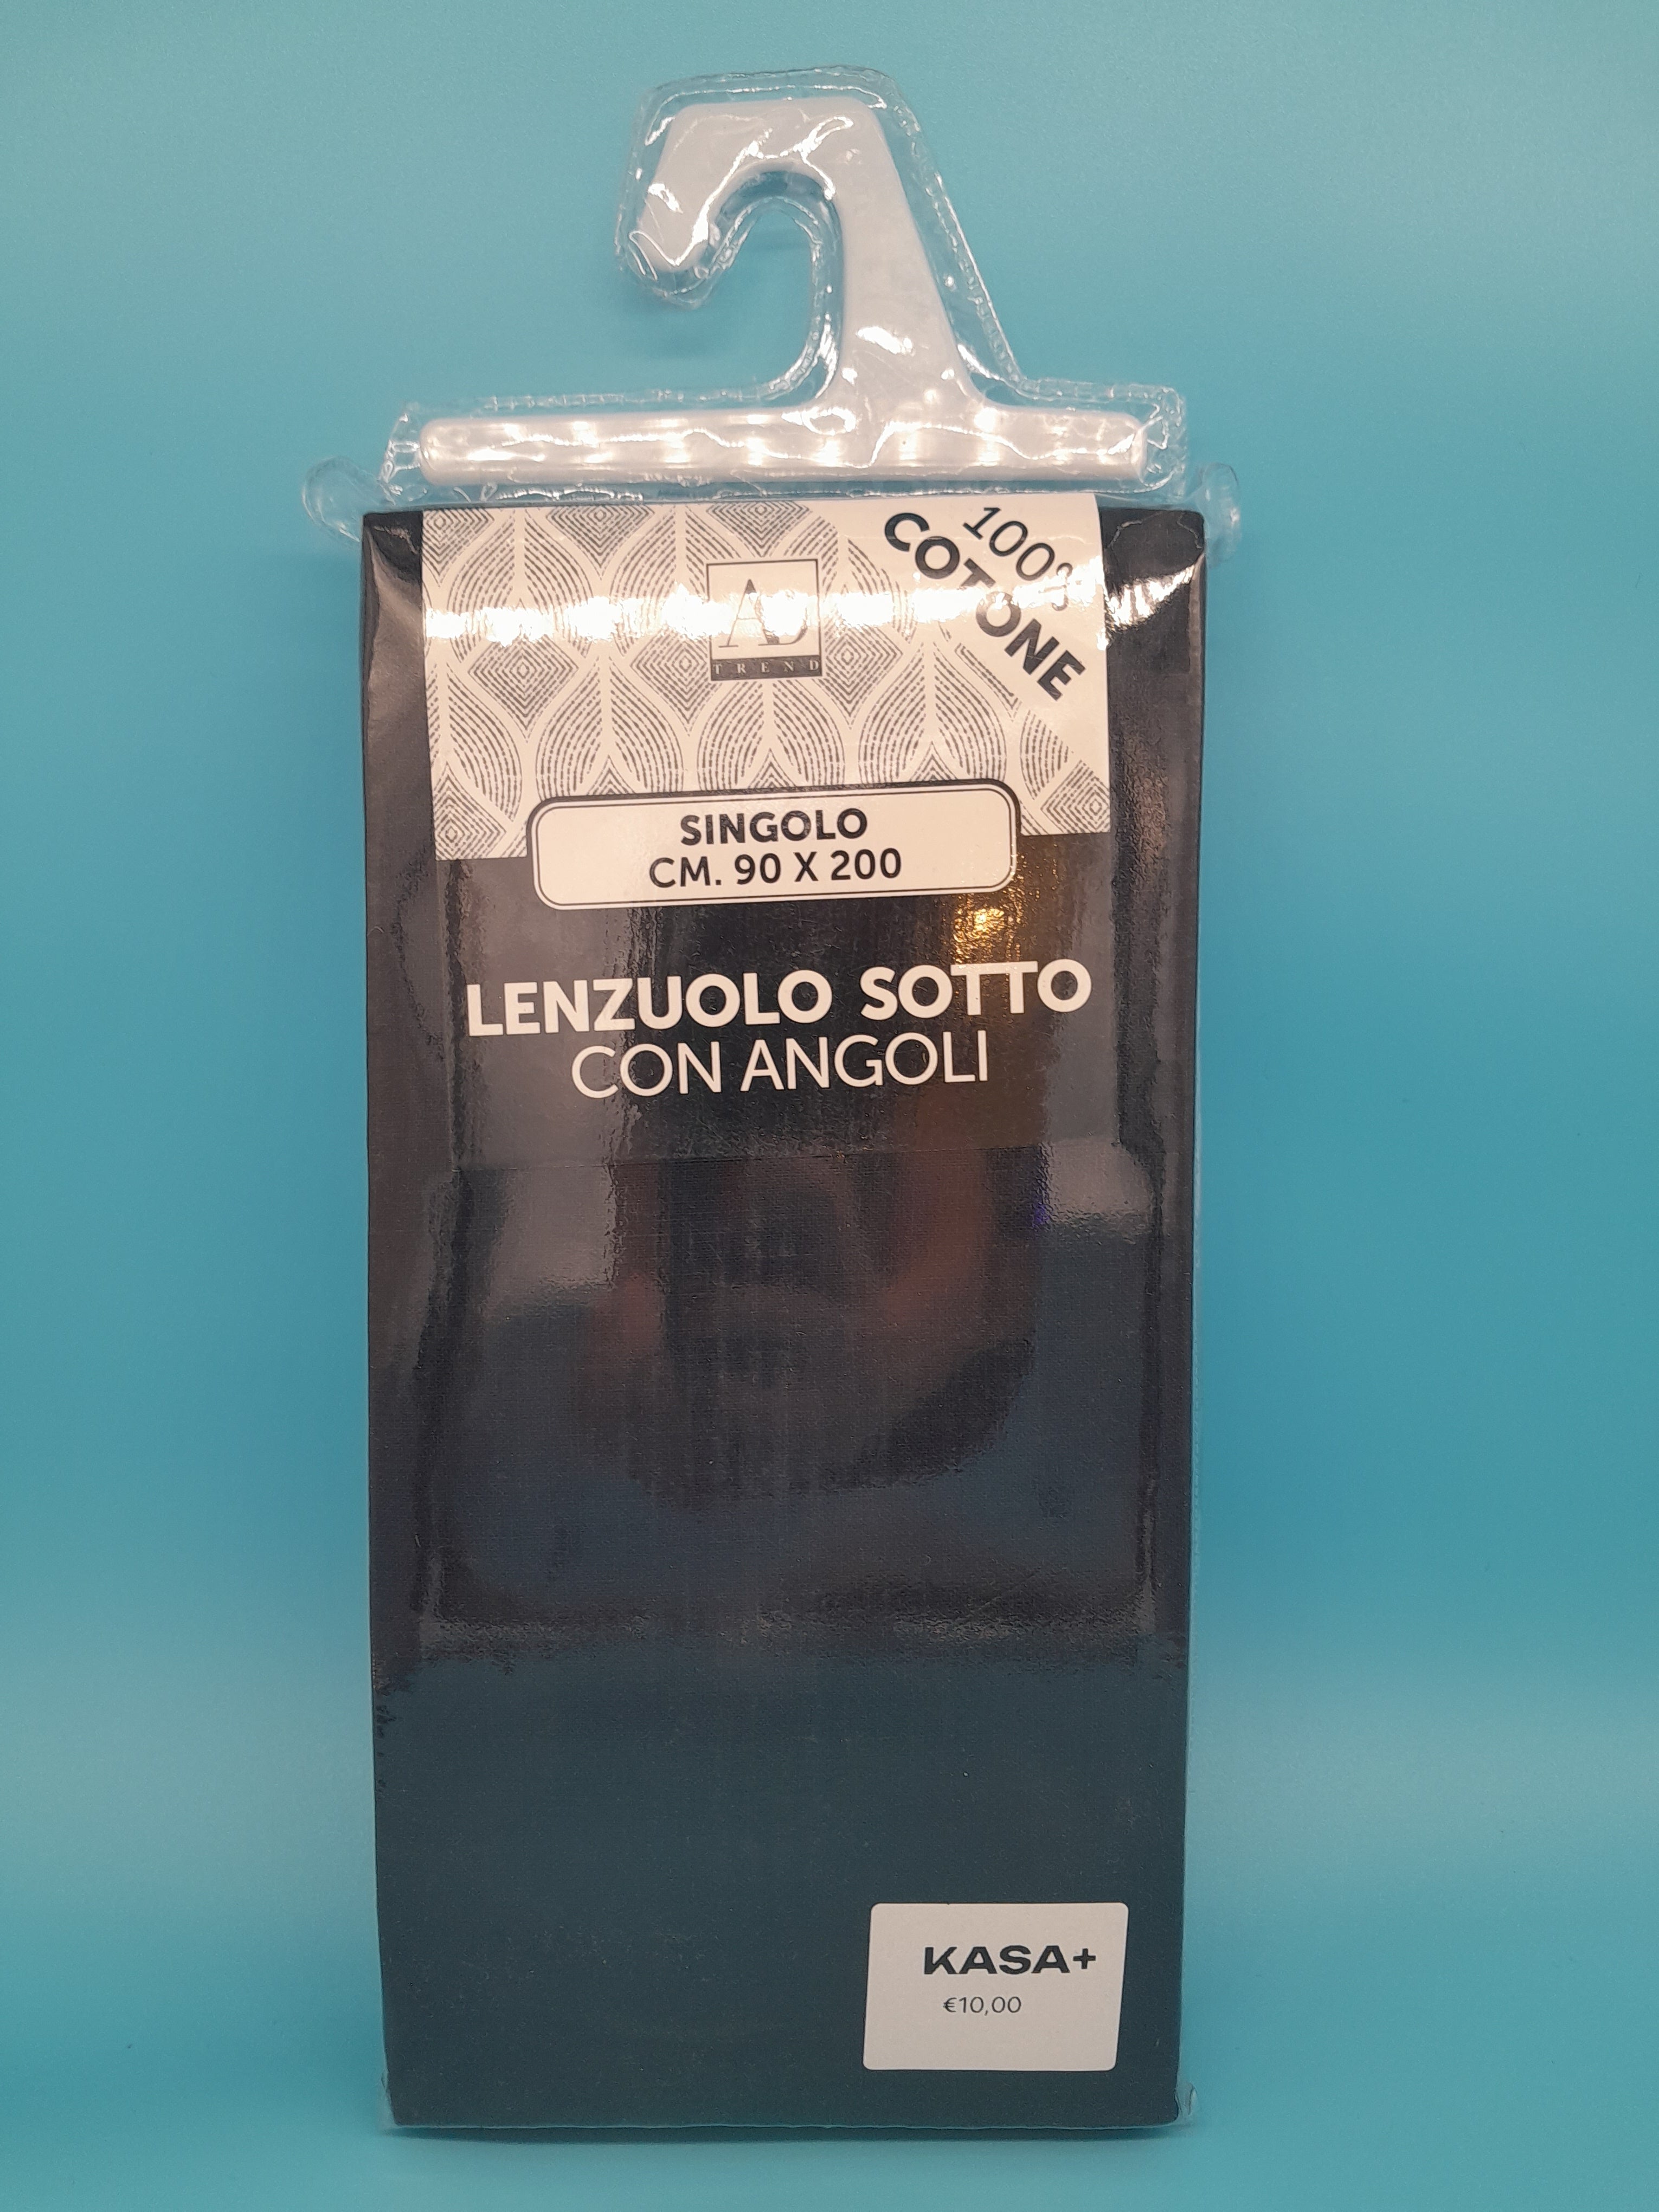 100%
COTONE
AD
TREND
SINGOLO
CM. 90 X 200
LENZUOLO SOTTO
CON ANGOLI
KASA+
€10,00